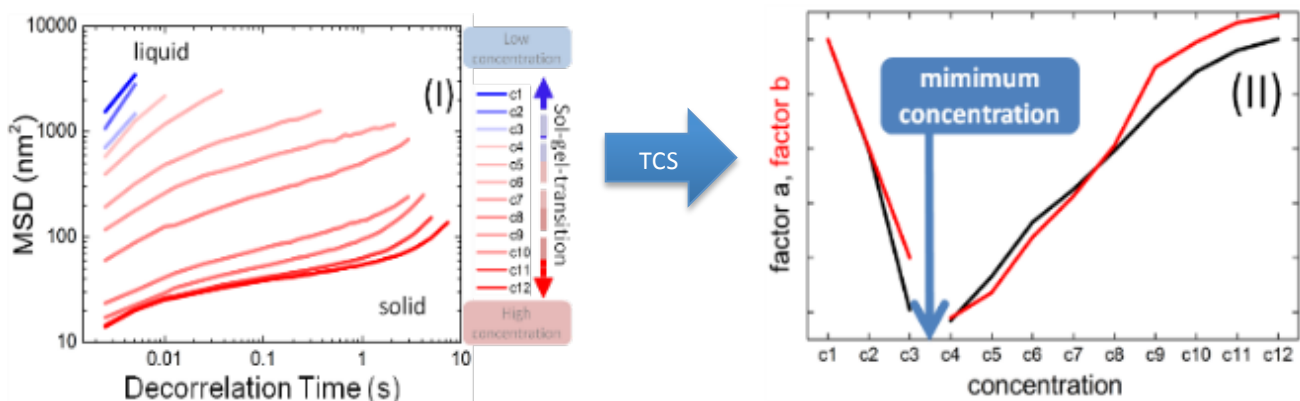 10000
1000
100
10
MSD (nm²)
liquid
(I)
solid
0.01
0.1
1
10
Decorrelation Time (s)
Low
concentration
c1
c2
c3
c4
c5
c6
c7
c8
c9
c10
c11
c12
Sol-gel-transition
High
concentration
TCS
factor a, factor b
mimimum
concentration
(II)
c1
c2
c3
c4
c5
c6
c7
c8
c9
c10
c11
c12
concentration